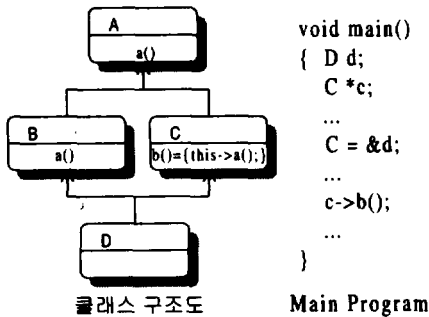 A
a()
B
a()
C
b()={this->a();}
D
클래스 구조도
void main()
{ D d;
C *c;
...
C = &d;
...
c->b();
...
}
Main Program